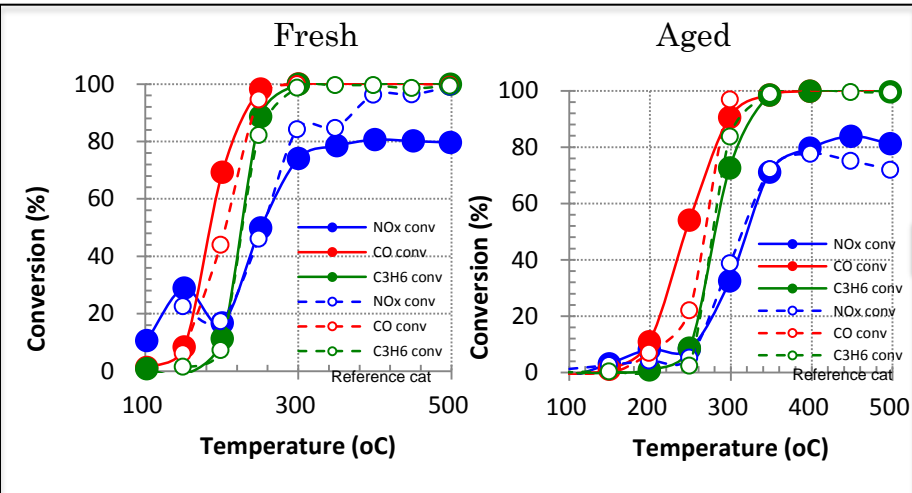 Fresh
Aged
Conversion (%)
100
80
60
40
20
0
NOx conv
CO conv
C3H6 conv
NOx conv
CO conv
C3H6 conv
Reference cat
100
300
500
Temperature (oC)
Conversion (%)
100
80
60
40
20
0
NOx conv
CO conv
C3H6 conv
NOx conv
CO conv
C3H6 conv
Reference cat
100
200
300
400
500
Temperature (oC)